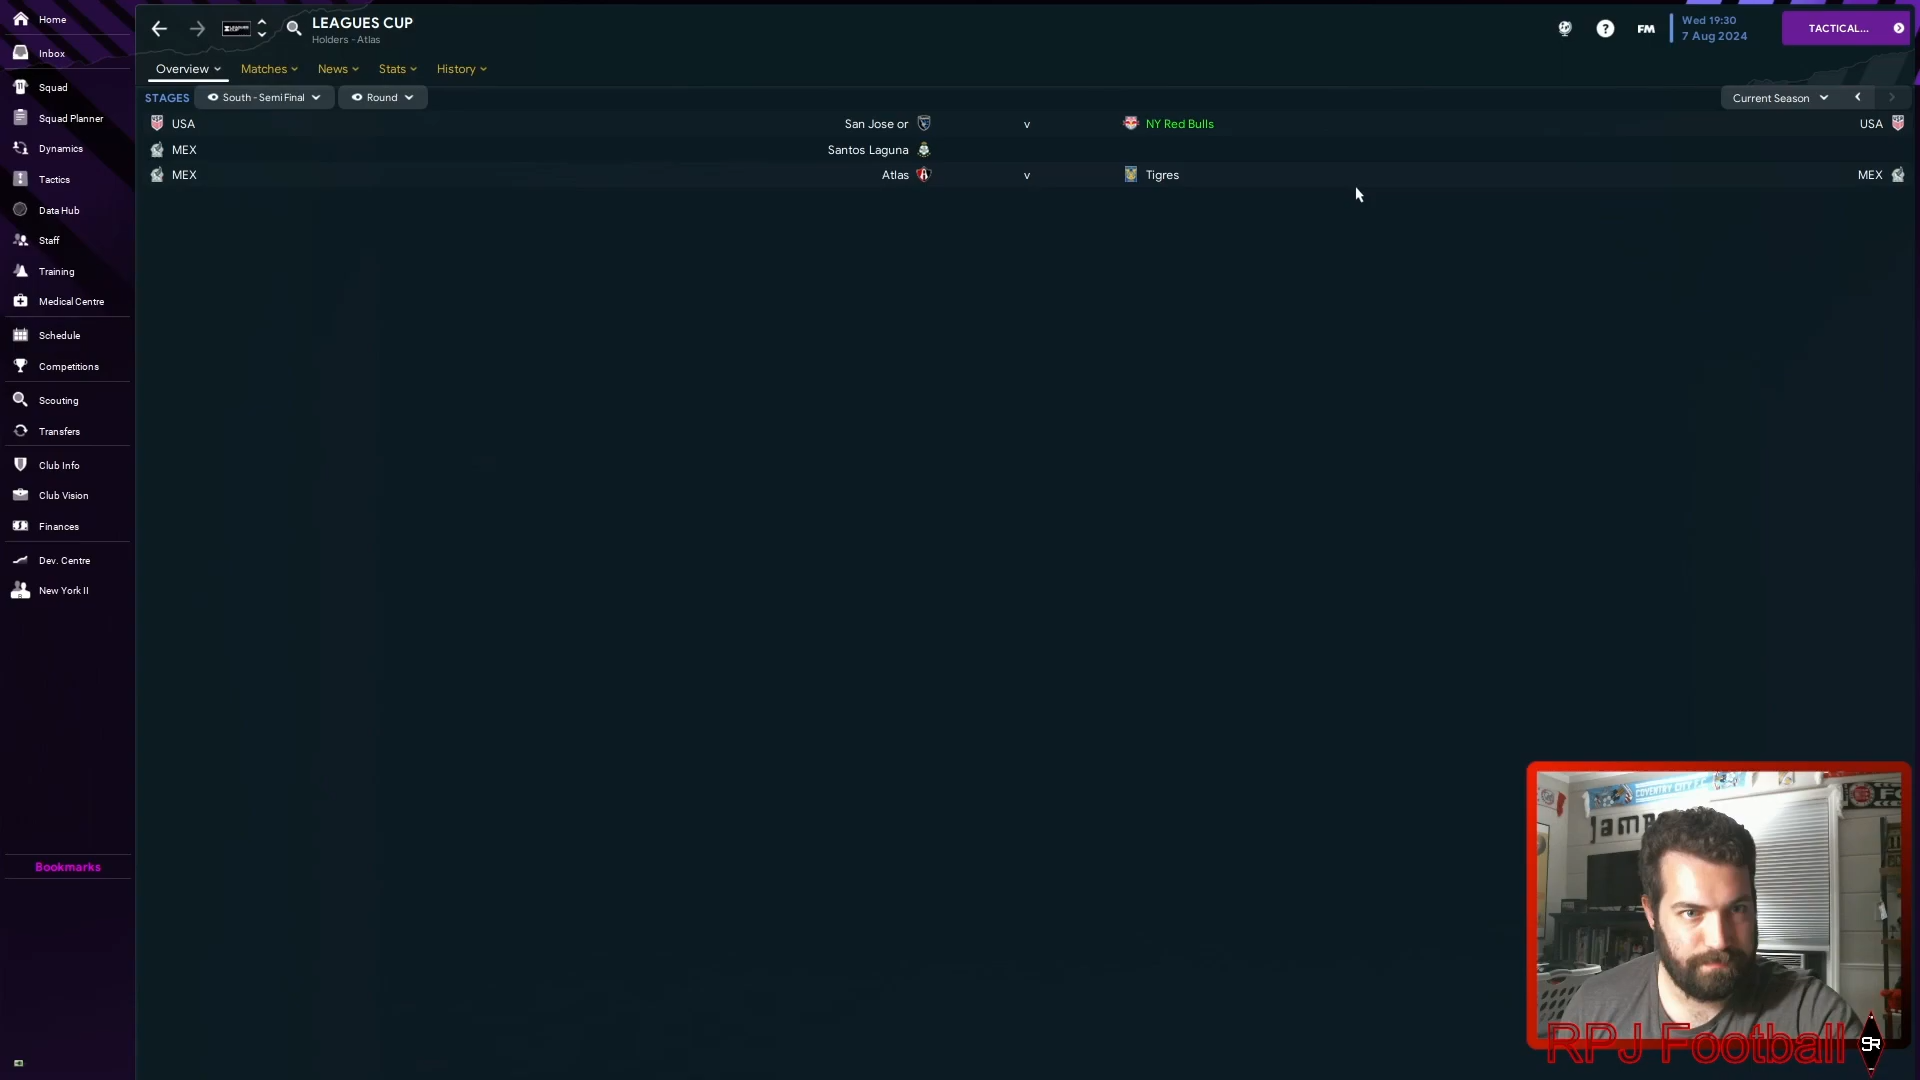 Home
Inbox
Squad
Squad Planner
Dynamics
Tactics
Data Hub
Staff
Training
Medical Centre
Schedule
Competitions
Scouting
Transfers
Club Info
Club Vision
Finances
Dev. Centre
New York II
Bookmarks
LEAGUES CUP
Holders - Atlas
FM
Wed 19:30
7 Aug 2024
TACTICAL...
Overview Matches News Stats History
STAGES South - Semi Final Round Current Season
USA San Jose or v NY Red Bulls USA
MEX Santos Laguna
MEX Atlas v Tigres MEX
COVENTRY CITY F.C.
RPJ Football SR